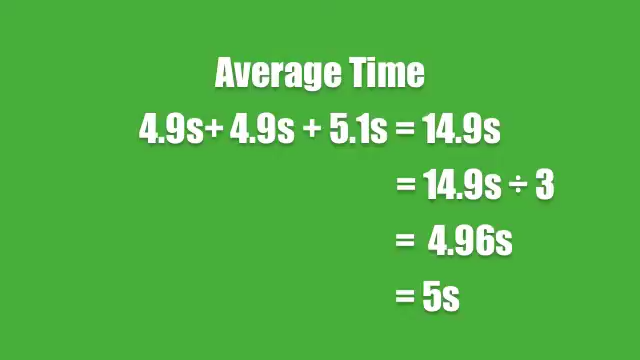 Average Time
4.9s+ 4.9s + 5.1s = 14.9s
= 14.9s ÷ 3
= 4.96s
= 5s